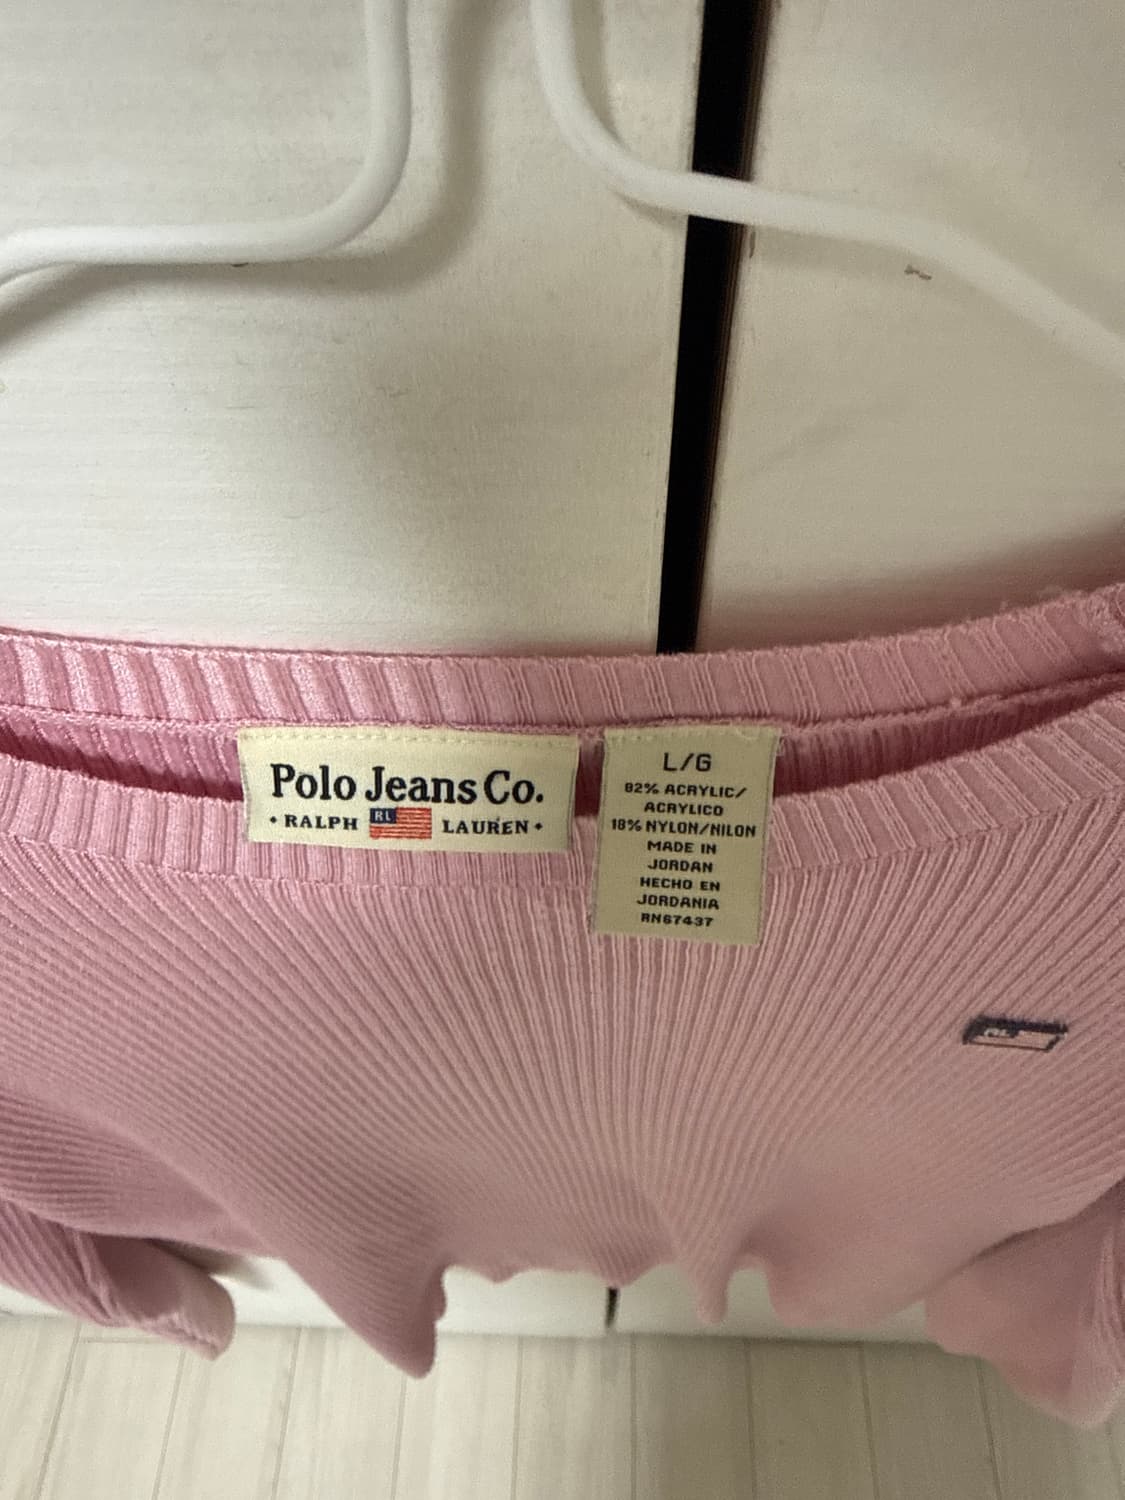 Polo Jeans Co.
• RALPH RL LAUREN •
L/G
82% ACRYLIC/
ACRYLICO
18% NYLON/NILON
MADE IN
JORDAN
HECHO EN
JORDANIA
RN67437
RL